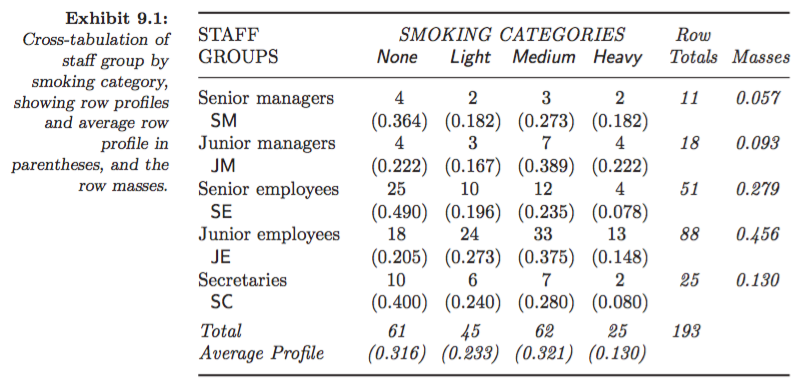 Exhibit 9.1:
Cross-tabulation of
staff group by
smoking category,
showing row profiles
and average row
profile in
parentheses, and the
row masses.
STAFF SMOKING CATEGORIES Row
GROUPS None Light Medium Heavy Totals Masses
Senior managers 4 2 3 2 11 0.057
SM (0.364) (0.182) (0.273) (0.182)
Junior managers 4 3 7 4 18 0.093
JM (0.222) (0.167) (0.389) (0.222)
Senior employees 25 10 12 4 51 0.279
SE (0.490) (0.196) (0.235) (0.078)
Junior employees 18 24 33 13 88 0.456
JE (0.205) (0.273) (0.375) (0.148)
Secretaries 10 6 7 2 25 0.130
SC (0.400) (0.240) (0.280) (0.080)
Total 61 45 62 25 193
Average Profile (0.316) (0.233) (0.321) (0.130)